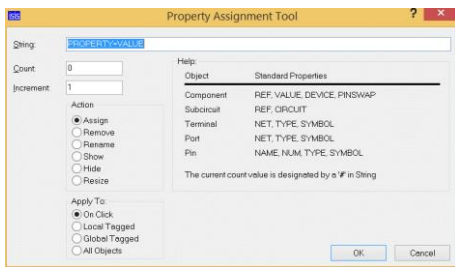 ISIS
Property Assignment Tool
?
String: PROPERTY=VALUE
Count: 0
Increment: 1
Action
Assign
Remove
Rename
Show
Hide
Resize
Apply To:
On Click
Local Tagged
Global Tagged
All Objects
Help:
Object Standard Properties
Component REF, VALUE, DEVICE, PINSWAP
Subcircuit REF, CIRCUIT
Terminal NET, TYPE, SYMBOL
Port NET, TYPE, SYMBOL
Pin NAME, NUM, TYPE, SYMBOL
The current count value is designated by a '#' in String
OK Cancel